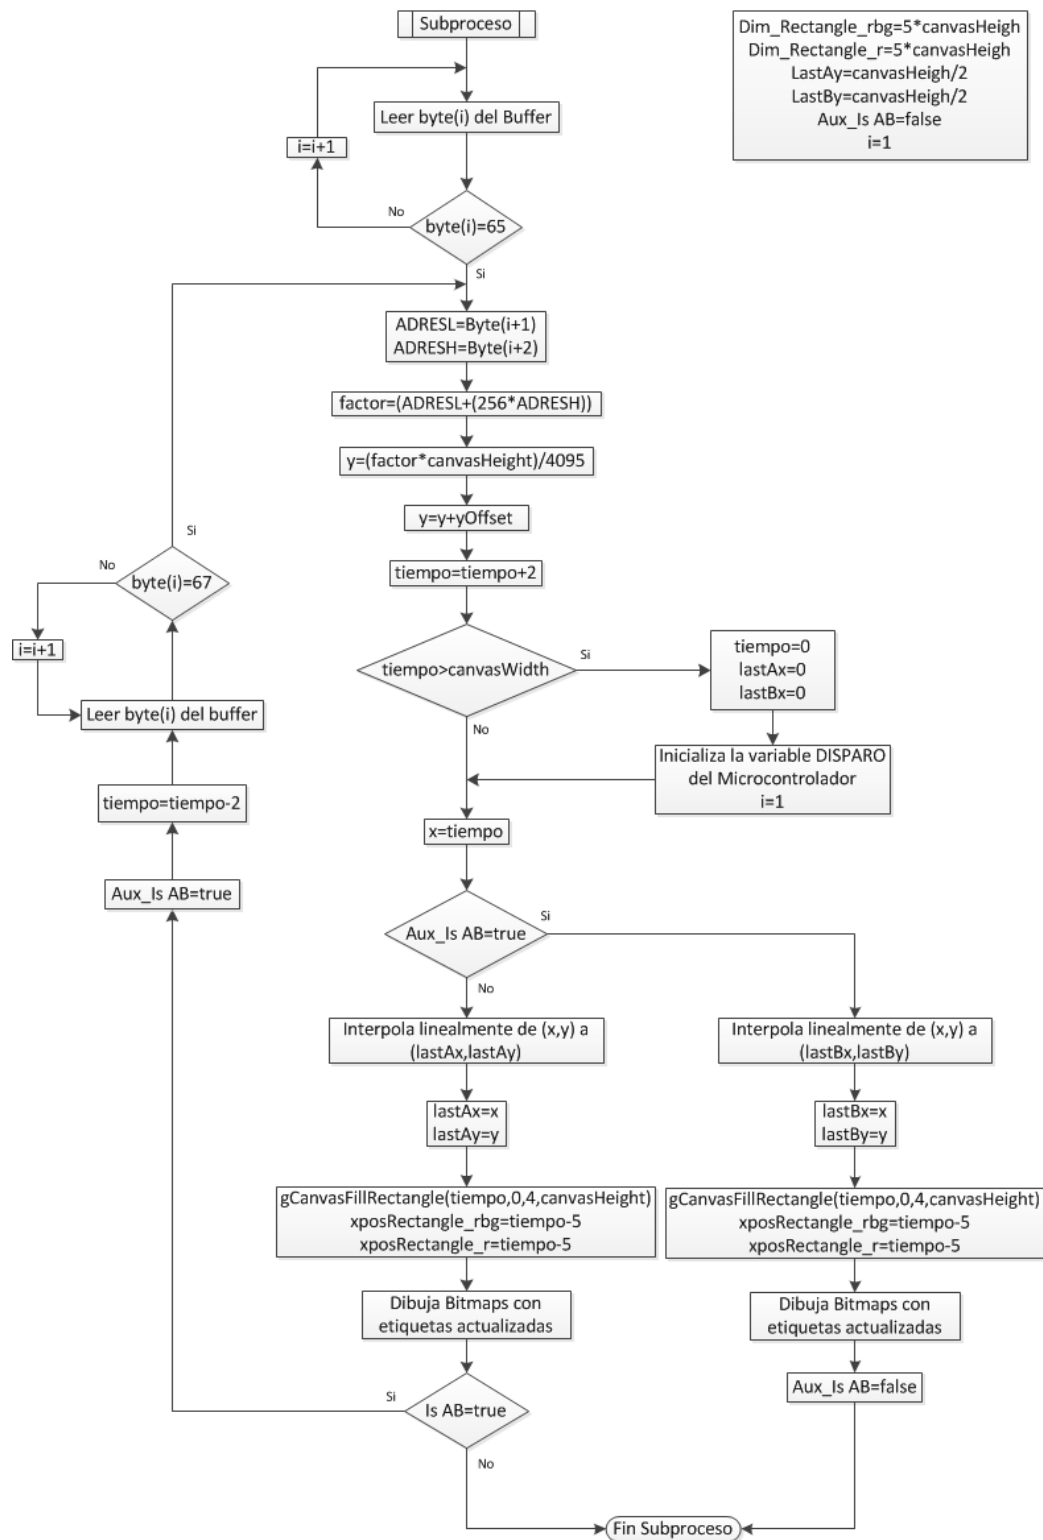 Subproceso
Dim_Rectangle_rbg=5*canvasHeigh
Dim_Rectangle_r=5*canvasHeigh
LastAy=canvasHeigh/2
LastBy=canvasHeigh/2
Aux_Is AB=false
i=1
Leer byte(i) del Buffer
i=i+1
No
byte(i)=65
Si
ADRESL=Byte(i+1)
ADRESH=Byte(i+2)
factor=(ADRESL+(256*ADRESH))
y=(factor*canvasHeight)/4095
y=y+yOffset
tiempo=tiempo+2
Si
No
byte(i)=67
i=i+1
Leer byte(i) del buffer
tiempo=tiempo-2
Aux_Is AB=true
tiempo>canvasWidth
Si
No
tiempo=0
lastAx=0
lastBx=0
Inicializa la variable DISPARO
del Microcontrolador
i=1
x=tiempo
Aux_Is AB=true
Si
No
Interpola linealmente de (x,y) a
(lastAx,lastAy)
lastAx=x
lastAy=y
gCanvasFillRectangle(tiempo,0,4,canvasHeight)
xposRectangle_rbg=tiempo-5
xposRectangle_r=tiempo-5
Dibuja Bitmaps con
etiquetas actualizadas
Si
Is AB=true
No
Interpola linealmente de (x,y) a
(lastBx,lastBy)
lastBx=x
lastBy=y
gCanvasFillRectangle(tiempo,0,4,canvasHeight)
xposRectangle_rbg=tiempo-5
xposRectangle_r=tiempo-5
Dibuja Bitmaps con
etiquetas actualizadas
Aux_Is AB=false
Fin Subproceso